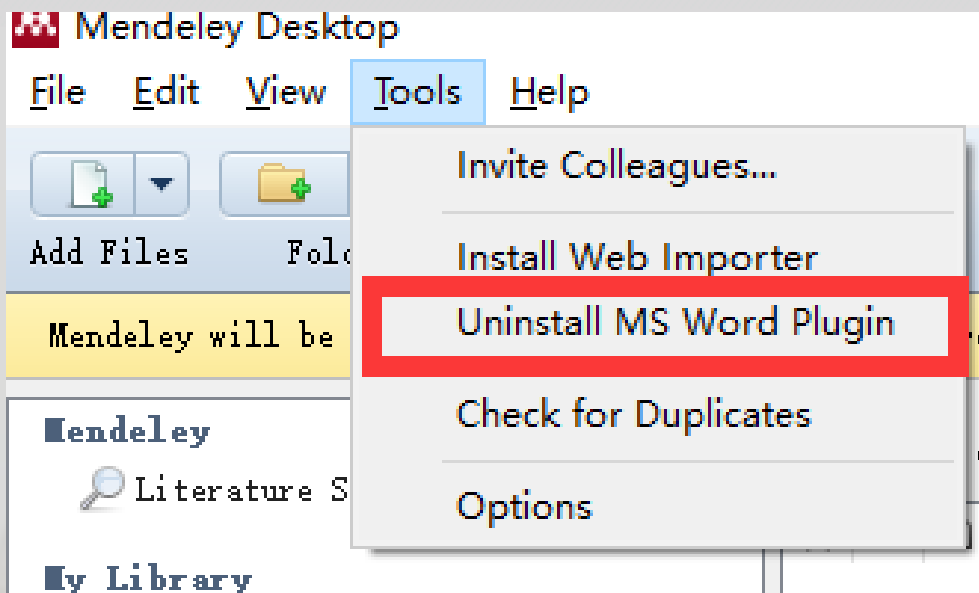 Mendeley Desktop
File Edit View Tools Help
Invite Colleagues...
Add Files
Install Web Importer
Mendeley will be
Uninstall MS Word Plugin
Mendeley
Check for Duplicates
Literature S
Options
My Library